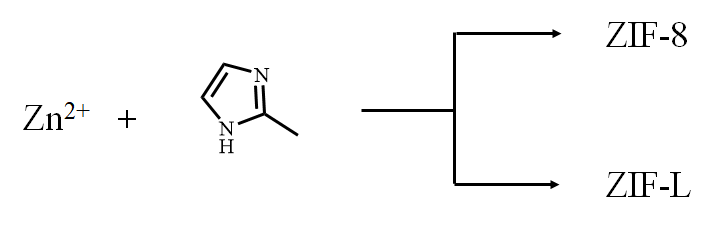 ZIF-8
N
Zn²⁺ +
N
H
ZIF-L